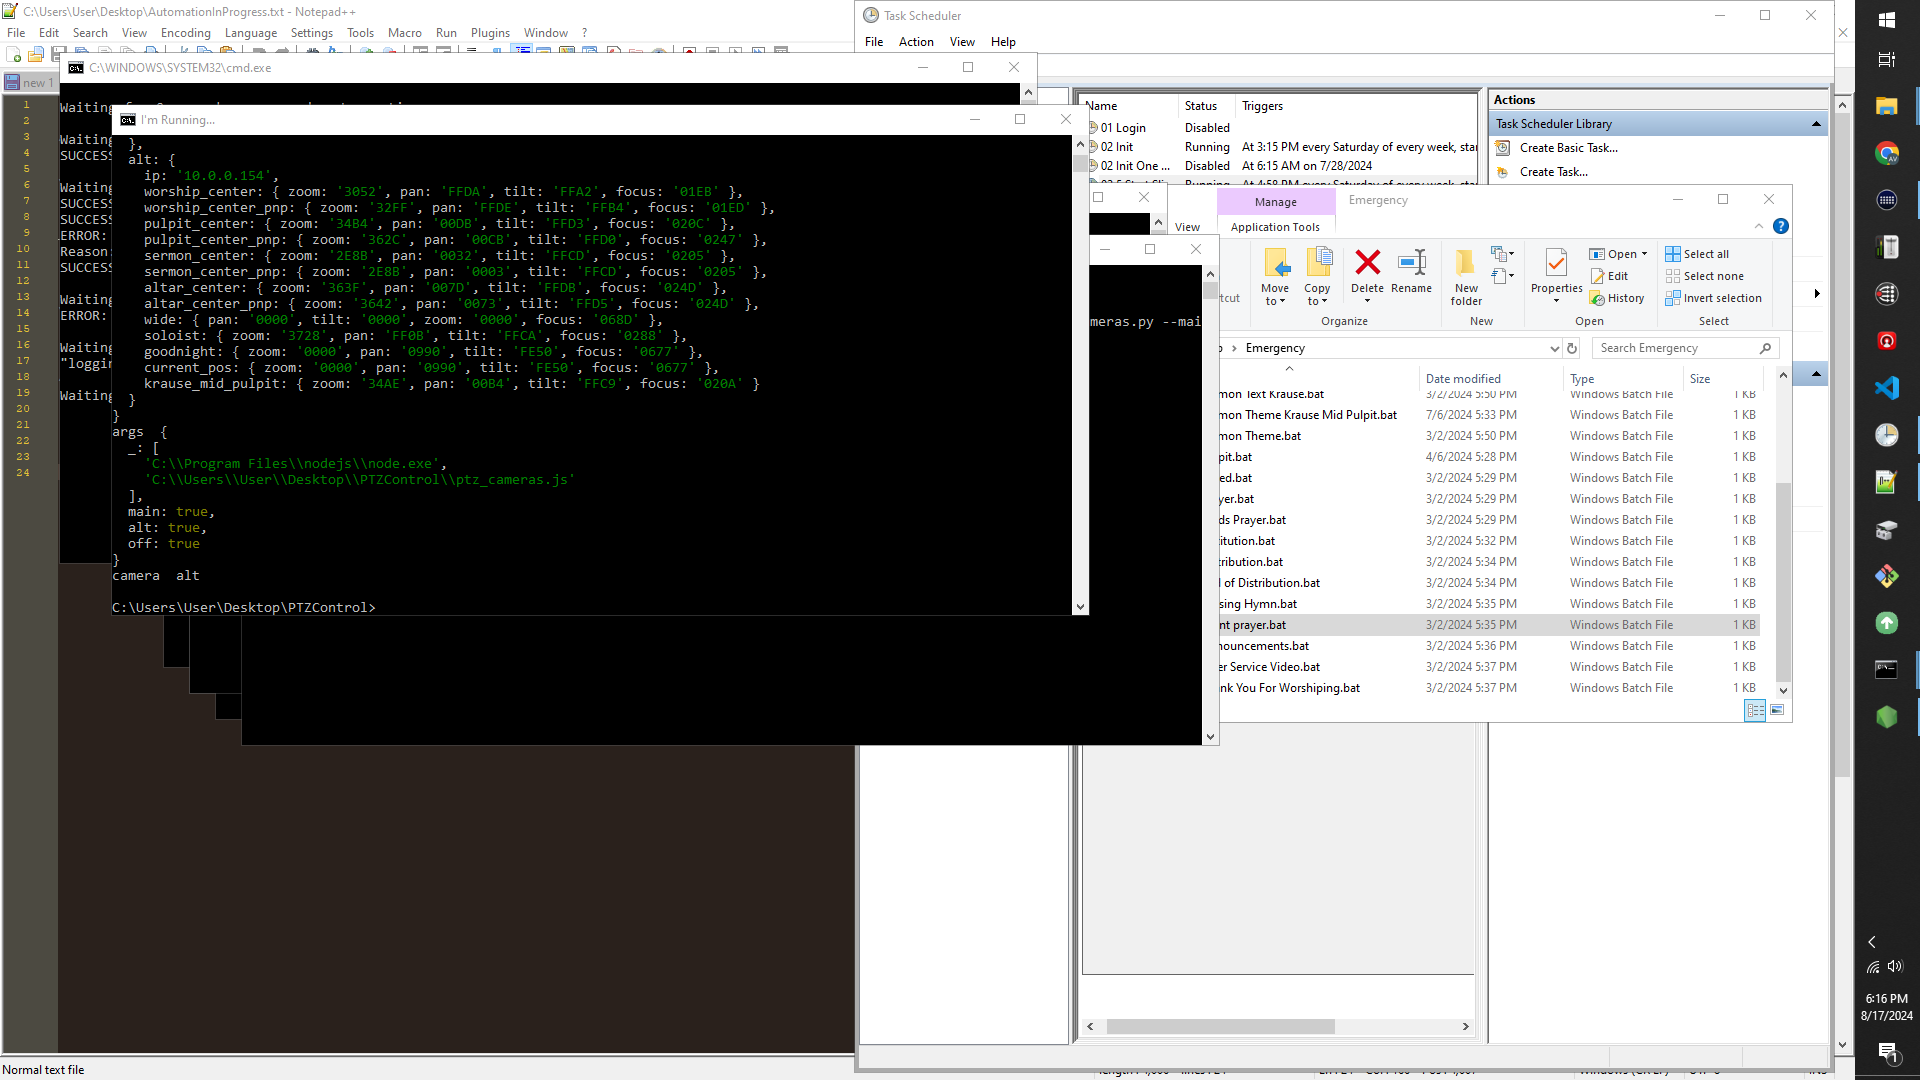 C:\Users\User\Desktop\AutomationInProgress.txt - Notepad++
File Edit Search View Encoding Language Settings Tools Macro Run Plugins Window ?
new 1
1
2
3
4
5
6
7
8
9
10
11
12
13
14
15
16
17
18
19
20
21
22
23
24
Normal text file
C:\WINDOWS\SYSTEM32\cmd.exe
Waiting
Waiting
SUCCESS
Waiting
SUCCESS
SUCCESS
ERROR:
Reason:
SUCCESS
Waiting
ERROR:
Waiting
"loggin
Waiting
I'm Running...
},
alt: {
ip: '10.0.0.154',
worship_center: { zoom: '3052', pan: 'FFDA', tilt: 'FFA2', focus: '01EB' },
worship_center_pnp: { zoom: '32FF', pan: 'FFDE', tilt: 'FFB4', focus: '01ED' },
pulpit_center: { zoom: '34B4', pan: '00DB', tilt: 'FFD3', focus: '020C' },
pulpit_center_pnp: { zoom: '362C', pan: '00CB', tilt: 'FFD0', focus: '0247' },
sermon_center: { zoom: '2E8B', pan: '0032', tilt: 'FFCD', focus: '0205' },
sermon_center_pnp: { zoom: '2E8B', pan: '0003', tilt: 'FFCD', focus: '0205' },
altar_center: { zoom: '363F', pan: '007D', tilt: 'FFDB', focus: '024D' },
altar_center_pnp: { zoom: '3642', pan: '0073', tilt: 'FFD5', focus: '024D' },
wide: { pan: '0000', tilt: '0000', zoom: '0000', focus: '068D' },
soloist: { zoom: '3728', pan: 'FF0B', tilt: 'FFCA', focus: '0288' },
goodnight: { zoom: '0000', pan: '0990', tilt: 'FE50', focus: '0677' },
current_pos: { zoom: '0000', pan: '0990', tilt: 'FE50', focus: '0677' },
krause_mid_pulpit: { zoom: '34AE', pan: '00B4', tilt: 'FFC9', focus: '020A' }
}
}
args {
_: [
'C:\\Program Files\\nodejs\\node.exe',
'C:\\Users\\User\\Desktop\\PTZControl\\ptz_cameras.js'
],
main: true,
alt: true,
off: true
}
camera alt
C:\Users\User\Desktop\PTZControl>
meras.py --mai
Task Scheduler
File Action View Help
Name Status Triggers
01 Login Disabled
02 Init Running At 3:15 PM every Saturday of every week, star
02 Init One ... Disabled At 6:15 AM on 7/28/2024
Actions
Task Scheduler Library
Create Basic Task...
Create Task...
Manage Emergency
View Application Tools
Move to Copy to Delete Rename
Organize
New folder
New
Properties
Open
Edit
History
Open
Select all
Select none
Invert selection
Select
Emergency
Search Emergency
Date modified Type Size
mon Text Krause.bat 3/2/2024 5:50 PM Windows Batch File 1 KB
mon Theme Krause Mid Pulpit.bat 7/6/2024 5:33 PM Windows Batch File 1 KB
mon Theme.bat 3/2/2024 5:50 PM Windows Batch File 1 KB
pit.bat 4/6/2024 5:28 PM Windows Batch File 1 KB
ed.bat 3/2/2024 5:29 PM Windows Batch File 1 KB
yer.bat 3/2/2024 5:29 PM Windows Batch File 1 KB
ds Prayer.bat 3/2/2024 5:29 PM Windows Batch File 1 KB
titution.bat 3/2/2024 5:32 PM Windows Batch File 1 KB
tribution.bat 3/2/2024 5:34 PM Windows Batch File 1 KB
l of Distribution.bat 3/2/2024 5:34 PM Windows Batch File 1 KB
sing Hymn.bat 3/2/2024 5:35 PM Windows Batch File 1 KB
nt prayer.bat 3/2/2024 5:35 PM Windows Batch File 1 KB
nouncements.bat 3/2/2024 5:36 PM Windows Batch File 1 KB
er Service Video.bat 3/2/2024 5:37 PM Windows Batch File 1 KB
nk You For Worshiping.bat 3/2/2024 5:37 PM Windows Batch File 1 KB
6:16 PM
8/17/2024
1